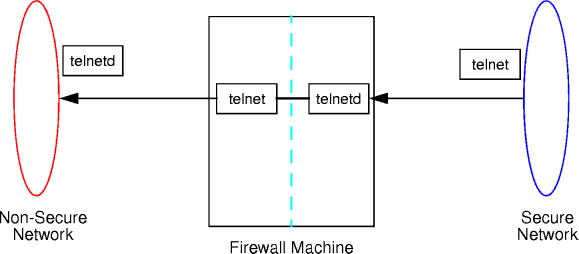 telnetd
telnet
telnet
telnetd
Non-Secure
Network
Firewall Machine
Secure
Network